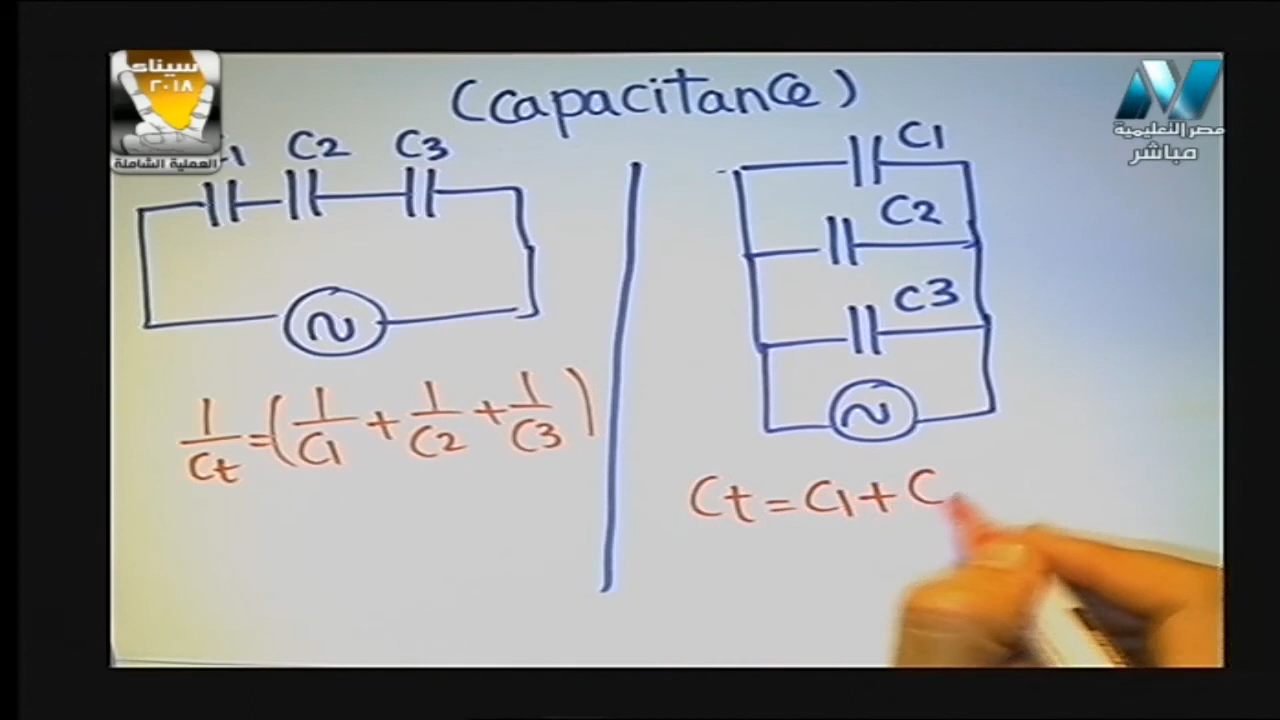 سيناء
٢٠١٨
العملية الشاملة
مصر التعليمية
مباشر
(Capacitance)
C1 C2 C3
C1
C2
C3
1/Ct = (1/C1 + 1/C2 + 1/C3)
Ct = C1 + C